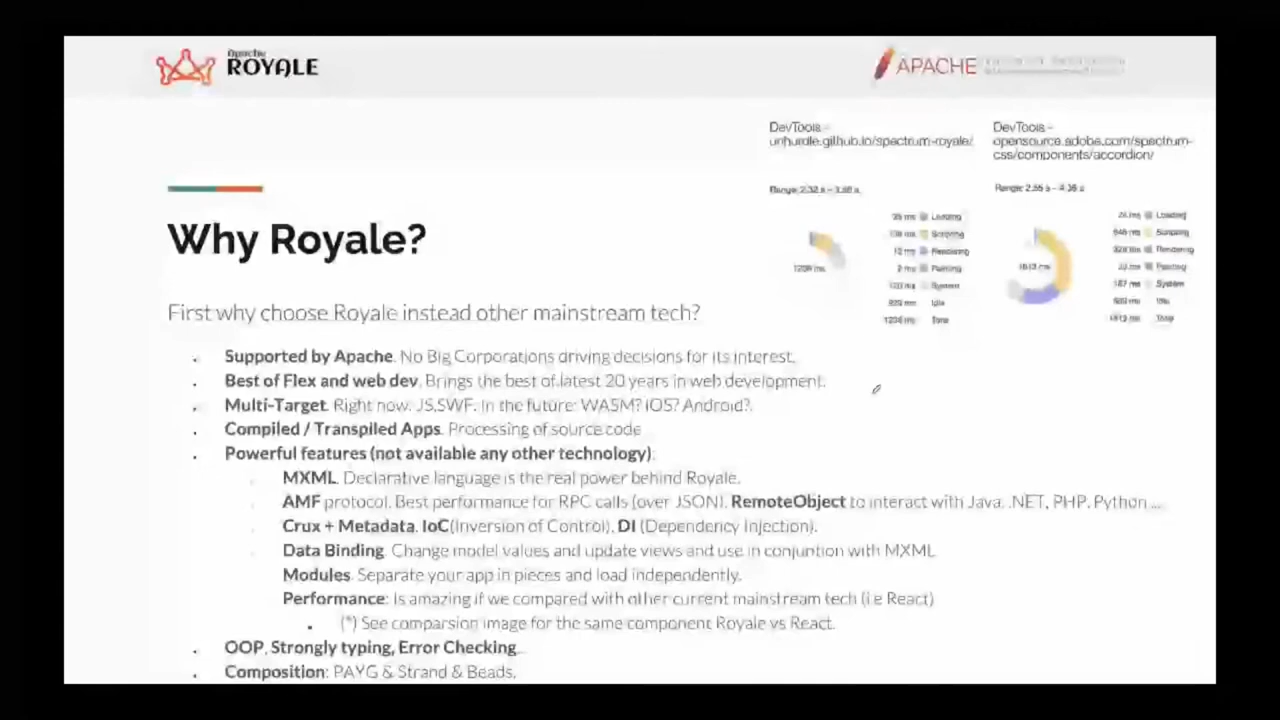 Apache
ROYALE
APACHE
DevTools -
unhurdle.github.io/spectrum-royale/
DevTools -
opensource.adobe.com/spectrum-
css/components/accordion/
Why Royale?
First why choose Royale instead other mainstream tech?
Supported by Apache. No Big Corporations driving decisions for its interest.
Best of Flex and web dev. Brings the best of latest 20 years in web development.
Multi-Target. Right now: JS,SWF. In the future: WASM? iOS? Android?.
Compiled / Transpiled Apps. Processing of source code
Powerful features (not available any other technology):
MXML. Declarative language is the real power behind Royale.
AMF protocol. Best performance for RPC calls (over JSON). RemoteObject to interact with Java, .NET, PHP, Python ...
Crux + Metadata. IoC(Inversion of Control), DI (Dependency Injection).
Data Binding. Change model values and update views and use in conjuntion with MXML
Modules. Separate your app in pieces and load independently.
Performance: Is amazing if we compared with other current mainstream tech (i.e React)
(*) See comparsion image for the same component Royale vs React.
OOP, Strongly typing, Error Checking.
Composition: PAYG & Strand & Beads.